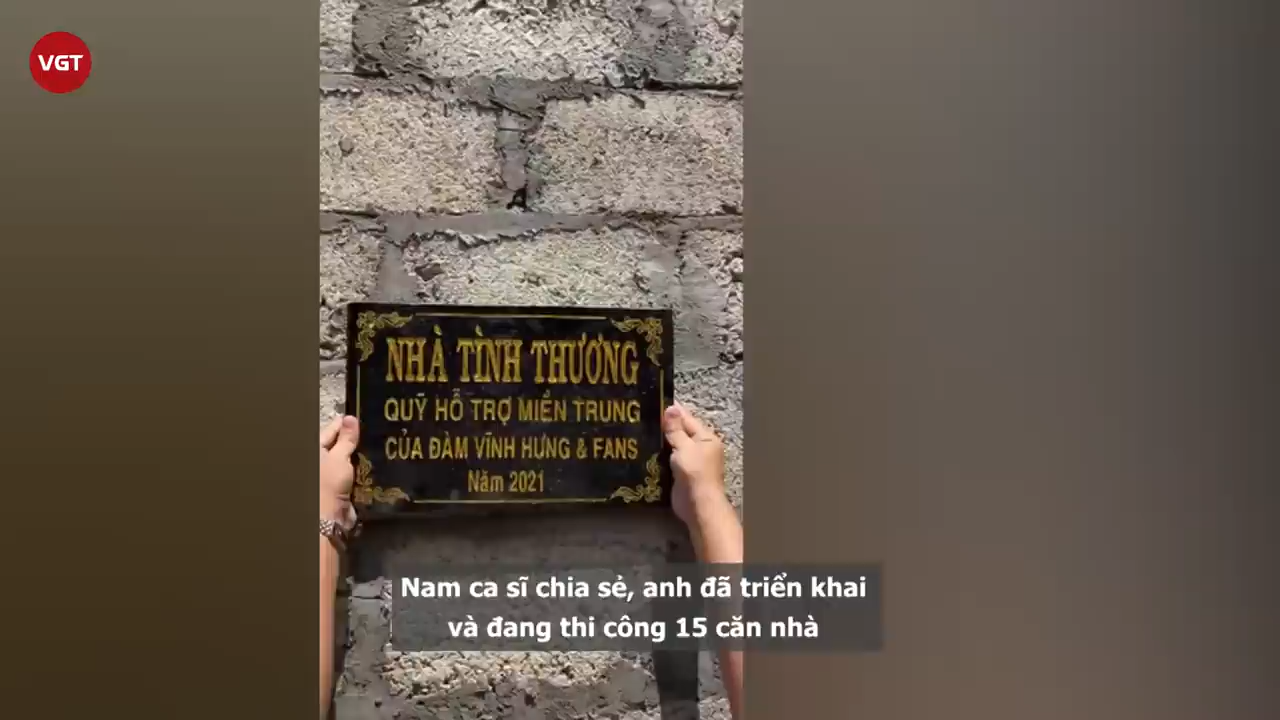 VGT
NHÀ TÌNH THƯƠNG
QUỸ HỖ TRỢ MIỀN TRUNG
CỦA ĐÀM VĨNH HƯNG & FANS
Năm 2021
Nam ca sĩ chia sẻ, anh đã triển khai
và đang thi công 15 căn nhà